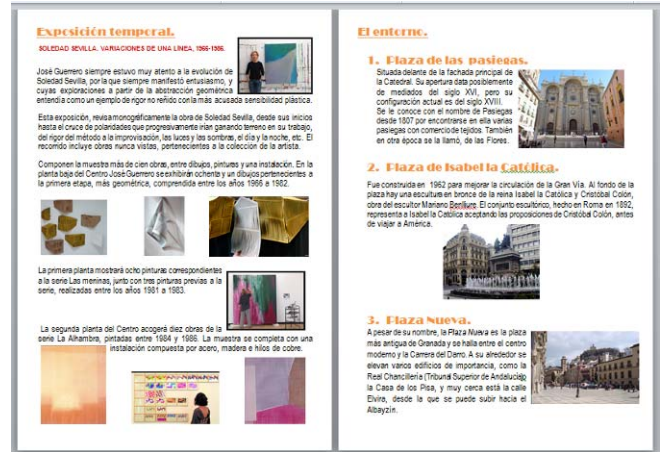 Exposición temporal.
SOLEDAD SEVILLA. VARIACIONES DE UNA LÍNEA, 1966-1986.
José Guerrero siempre estuvo muy atento a la evolución de
Soledad Sevilla, por la que siempre manifestó entusiasmo, y
cuyas exploraciones a partir de la abstracción geométrica
entendía como un ejemplo de rigor no reñido con la más acusada sensibilidad plástica.
Esta exposición, revisa monográficamente la obra de Soledad Sevilla, desde sus inicios
hasta el cruce de polaridades que progresivamente irían ganando terreno en su trabajo,
del rigor del método a la improvisación, las luces y las sombras, el día y la noche, etc. El
recorrido incluye obras nunca vistas, pertenecientes a la colección de la artista.
Componen la muestra más de cien obras, entre dibujos, pinturas y una instalación. En la
planta baja del Centro José Guerrero se exhibirán ochenta y un dibujos pertenecientes a
la primera etapa, más geométrica, comprendida entre los años 1966 a 1982.
La primera planta mostrará ocho pinturas correspondientes
a la serie Las meninas, junto con tres pinturas previas a la
serie, realizadas entre los años 1981 a 1983.
La segunda planta del Centro acogerá diez obras de la
serie La Alhambra, pintadas entre 1984 y 1986. La muestra se completa con una
instalación compuesta por acero, madera e hilos de cobre.
El entorno.
1. Plaza de las pasiegas.
Situada delante de la fachada principal de
la Catedral. Su apertura data posiblemente
de mediados del siglo XVI, pero su
configuración actual es del siglo XVIII.
Se le conoce con el nombre de Pasiegas
desde 1807 por encontrarse en ella varias
pasiegas con comercio de tejidos. También
en otra época se la llamó, de las Flores.
2. Plaza de Isabel la Católica.
Fue construida en 1962 para mejorar la circulación de la Gran Vía. Al fondo de la
plaza hay una escultura en bronce de la reina Isabel la Católica y Cristóbal Colón,
obra del escultor Mariano Benlliure. El conjunto escultórico, hecho en Roma en 1892,
representa a Isabel la Católica aceptando las proposiciones de Cristóbal Colón, antes
de viajar a América.
3. Plaza Nueva.
A pesar de su nombre, la Plaza Nueva es la plaza
más antigua de Granada y se halla entre el centro
moderno y la Carrera del Darro. A su alrededor se
elevan varios edificios de importancia, como la
Real Chancillería (Tribunal Superior de Andalucía)
la Casa de los Pisa, y muy cerca está la calle
Elvira, desde la que se puede subir hacia el
Albayzín.